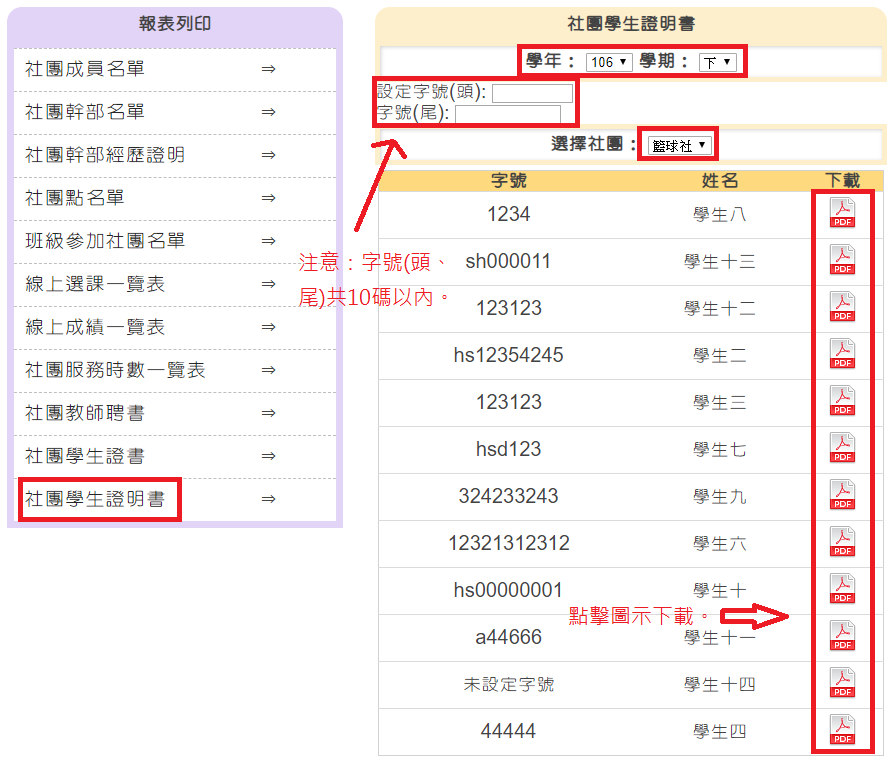 報表列印
社團成員名單 ⇒
社團幹部名單 ⇒
社團幹部經歷證明 ⇒
社團點名單 ⇒
班級參加社團名單 ⇒
線上選課一覽表 ⇒
線上成績一覽表 ⇒
社團服務時數一覽表 ⇒
社團教師聘書 ⇒
社團學生證書 ⇒
社團學生證明書 ⇒
社團學生證明書
學年： 106 ▼ 學期： 下 ▼
設定字號(頭):
字號(尾):
選擇社團： 籃球社 ▼
注意：字號(頭、
尾)共10碼以內。
字號 姓名 下載
1234 學生八 PDF
sh000011 學生十三 PDF
123123 學生十二 PDF
hs12354245 學生二 PDF
123123 學生三 PDF
hsd123 學生七 PDF
324233243 學生九 PDF
12321312312 學生六 PDF
hs00000001 學生十 PDF
點擊圖示下載。
a44666 學生十一 PDF
未設定字號 學生十四 PDF
44444 學生四 PDF